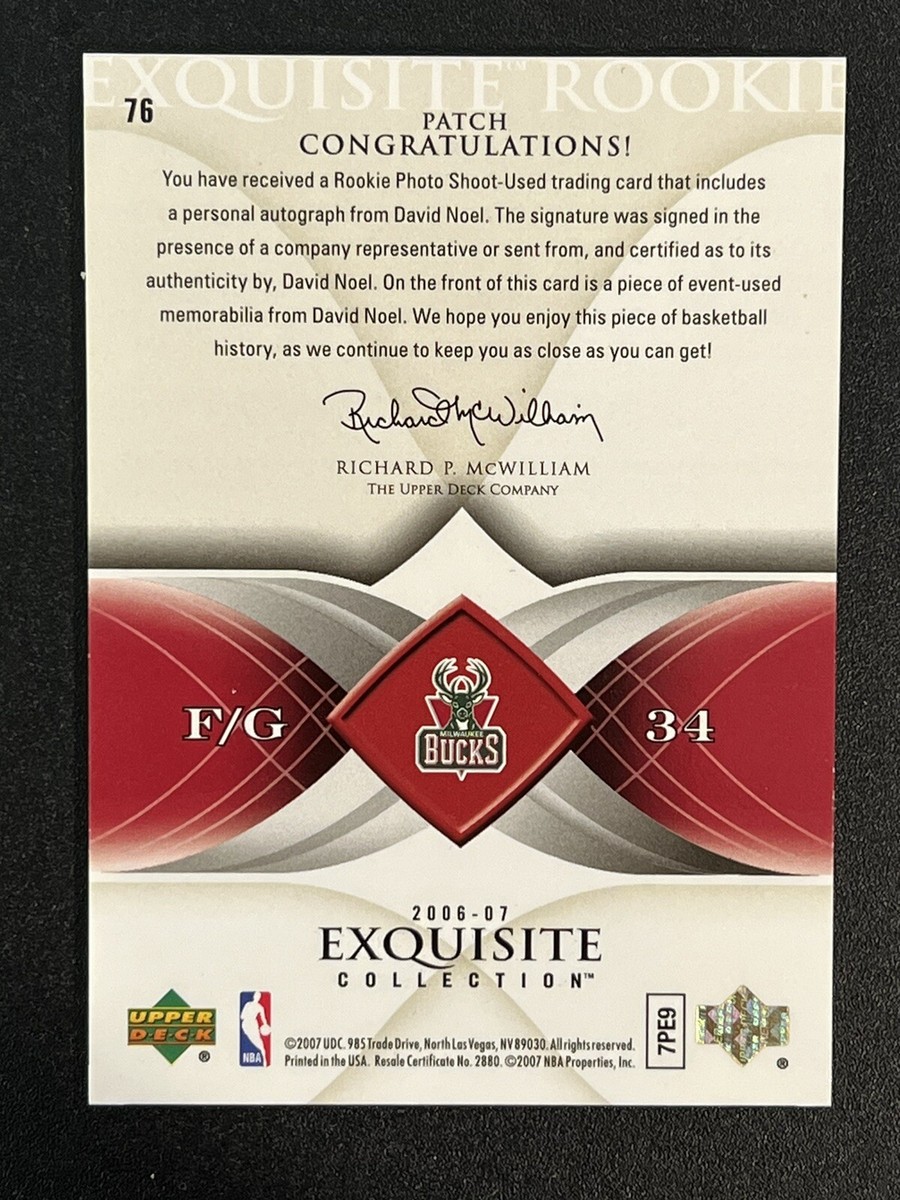 EXQUISITE™ ROOKIE
76
PATCH
CONGRATULATIONS!
You have received a Rookie Photo Shoot-Used trading card that includes
a personal autograph from David Noel. The signature was signed in the
presence of a company representative or sent from, and certified as to its
authenticity by, David Noel. On the front of this card is a piece of event-used
memorabilia from David Noel. We hope you enjoy this piece of basketball
history, as we continue to keep you as close as you can get!
Richard McWilliam
RICHARD P. MCWILLIAM
THE UPPER DECK COMPANY
F/G
MILWAUKEE
BUCKS
34
2006-07
EXQUISITE
COLLECTION™
UPPER
D·E·C·K
®
NBA
©2007 UDC. 985 Trade Drive, North Las Vegas, NV 89030. All rights reserved.
Printed in the USA. Resale Certificate No. 2880. ©2007 NBA Properties, Inc.
7PE9
®